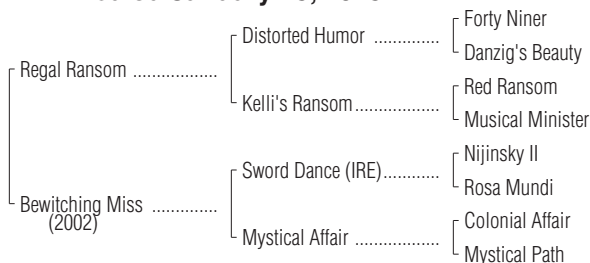 Forty Niner
Distorted Humor ..............
Danzig's Beauty
Regal Ransom ..................
Red Ransom
Kelli's Ransom..................
Musical Minister
Nijinsky II
Sword Dance (IRE)............
Rosa Mundi
Bewitching Miss ..............
(2002)
Colonial Affair
Mystical Affair ..................
Mystical Path